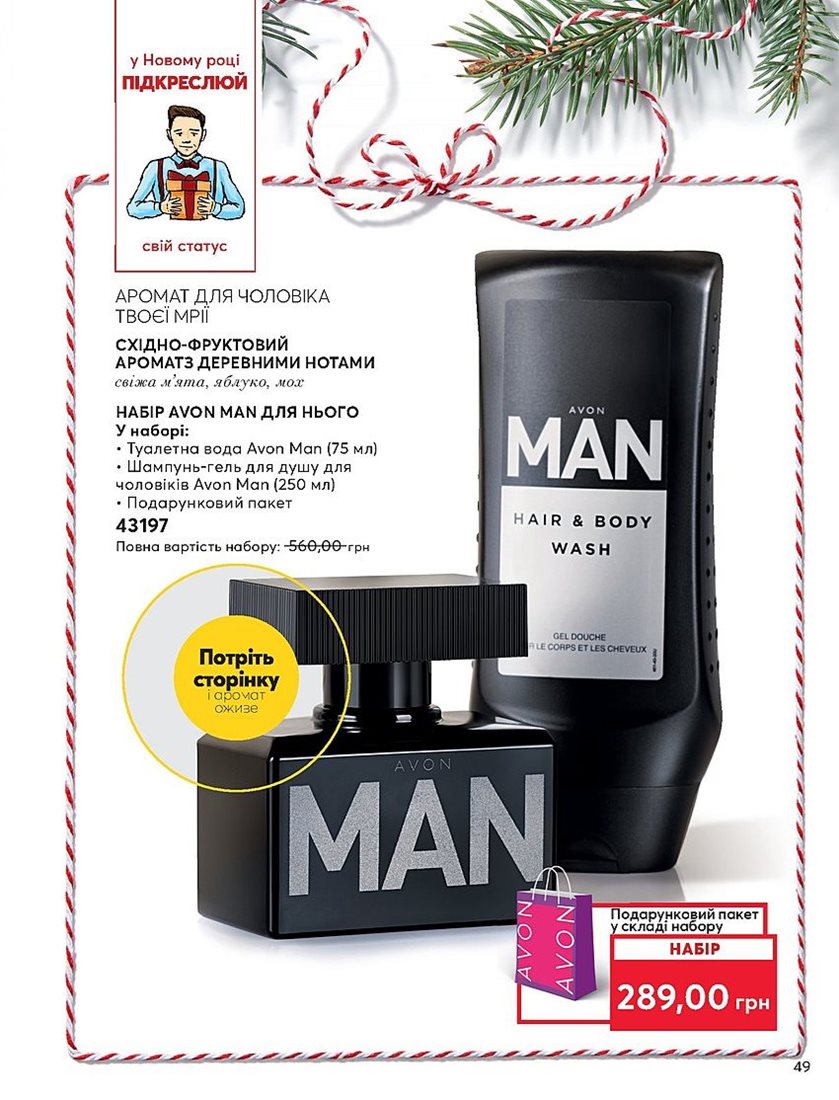 у Новому році
ПІДКРЕСЛЮЙ
свій статус
АРОМАТ ДЛЯ ЧОЛОВІКА
ТВОЄЇ МРІЇ
СХІДНО-ФРУКТОВИЙ
АРОМАТЗ ДЕРЕВНИМИ НОТАМИ
свіжа м'ята, яблуко, мох
НАБІР AVON MAN ДЛЯ НЬОГО
У наборі:
• Туалетна вода Avon Man (75 мл)
• Шампунь-гель для душу для
чоловіків Avon Man (250 мл)
• Подарунковий пакет
43197
Повна вартість набору: 560,00 грн
AVON
MAN
HAIR & BODY
WASH
GEL DOUCHE
R LE CORPS ET LES CHEVEUX
Потріть
сторінку
і аромат
оживе
AVON
MAN
AVON
AVON
Подарунковий пакет
у складі набору
НАБІР
289,00 грн
49